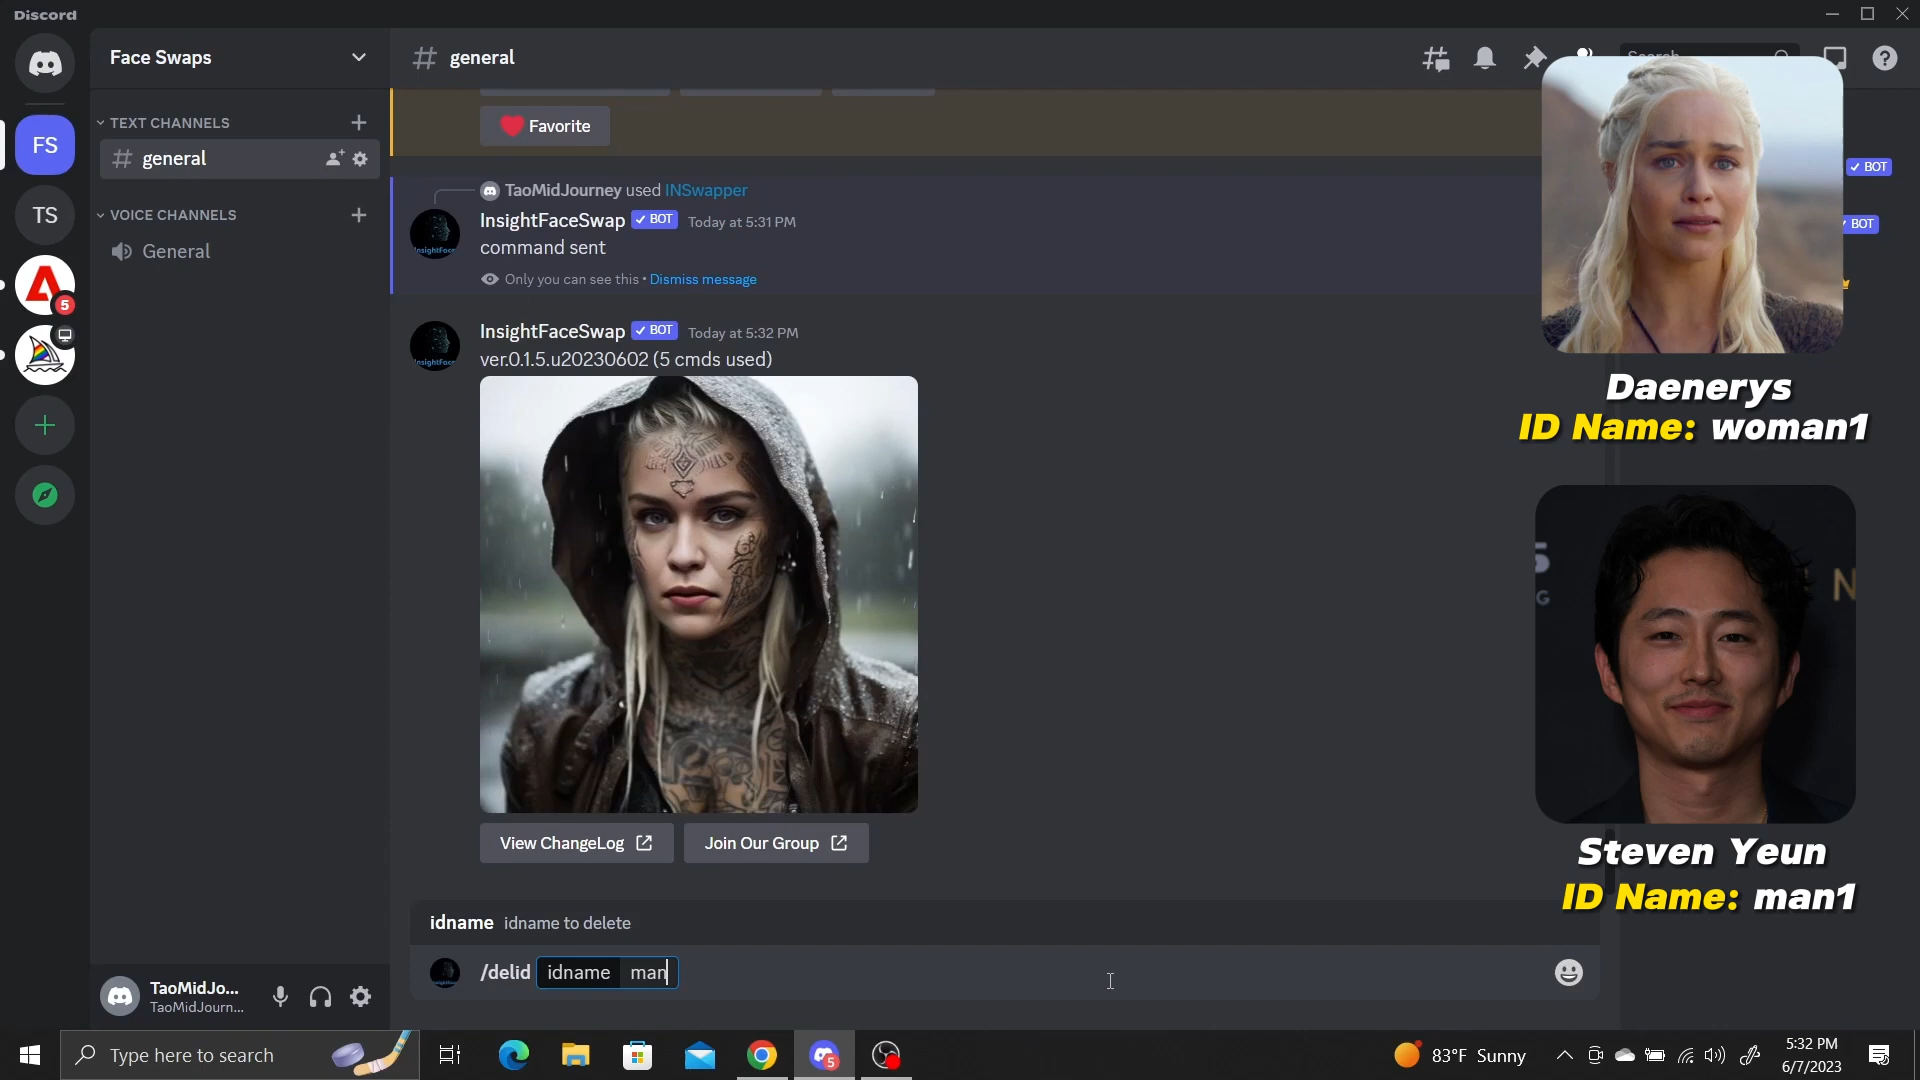 Discord
Face Swaps
general
Search
TEXT CHANNELS
general
VOICE CHANNELS
General
FS
TS
5
Favorite
TaoMidJourney used INSwapper
InsightFaceSwap ✓ BOT Today at 5:31 PM
command sent
Only you can see this • Dismiss message
InsightFaceSwap ✓ BOT Today at 5:32 PM
ver.0.1.5.u20230602 (5 cmds used)
View ChangeLog
Join Our Group
idname idname to delete
/delid idname man
✓ BOT
BOT
Daenerys
ID Name: woman1
Steven Yeun
ID Name: man1
TaoMidJo...
TaoMidJourn...
Type here to search
5
83°F Sunny
5:32 PM
6/7/2023